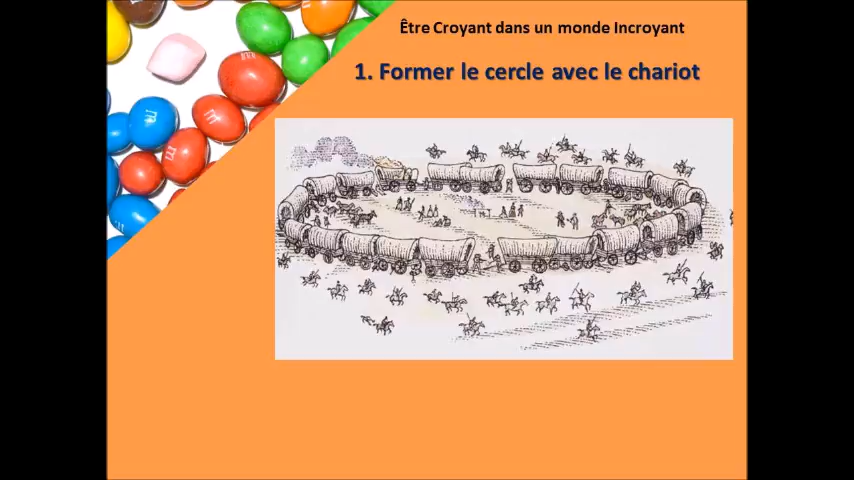 Être Croyant dans un monde Incroyant
1. Former le cercle avec le chariot
m
m
m